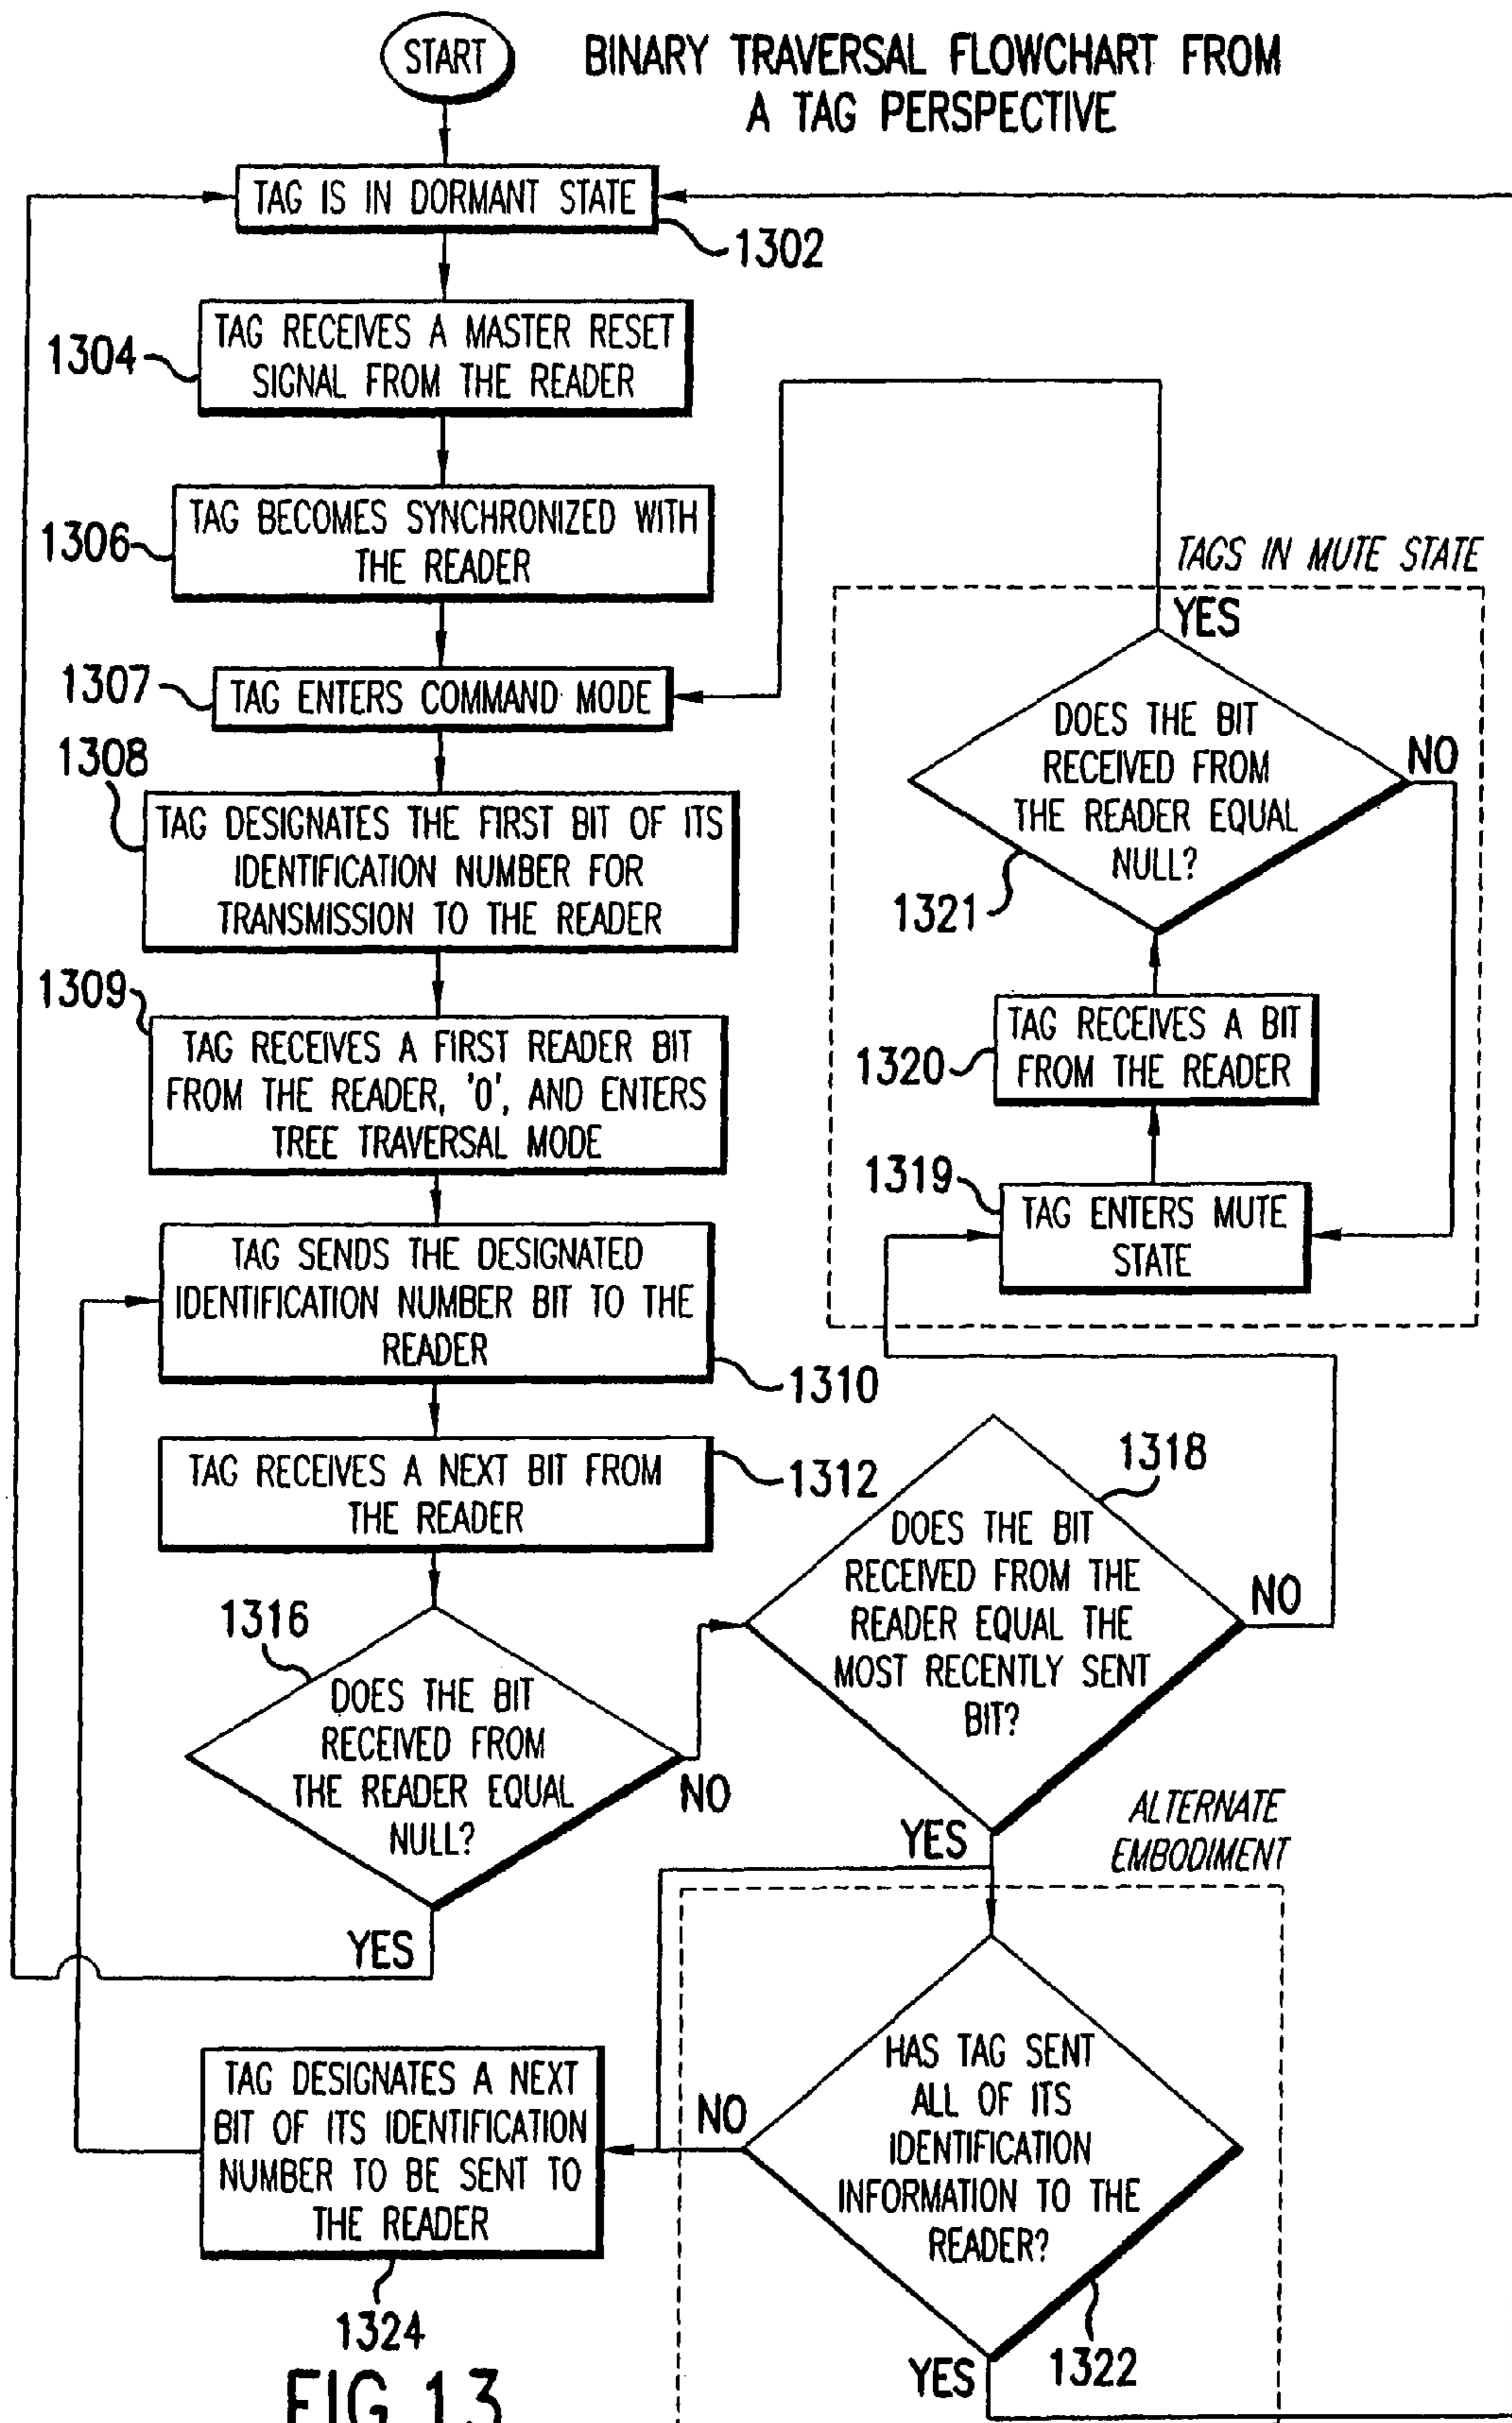 START
BINARY TRAVERSAL FLOWCHART FROM
A TAG PERSPECTIVE
TAG IS IN DORMANT STATE
1302
TAG RECEIVES A MASTER RESET
SIGNAL FROM THE READER
1304
TAG BECOMES SYNCHRONIZED WITH
THE READER
1306
TAG ENTERS COMMAND MODE
1307
1308
TAG DESIGNATES THE FIRST BIT OF ITS
IDENTIFICATION NUMBER FOR
TRANSMISSION TO THE READER
1309
TAG RECEIVES A FIRST READER BIT
FROM THE READER, '0', AND ENTERS
TREE TRAVERSAL MODE
TAG SENDS THE DESIGNATED
IDENTIFICATION NUMBER BIT TO THE
READER
1310
TAG RECEIVES A NEXT BIT FROM
THE READER
1312
1316
DOES THE BIT
RECEIVED FROM
THE READER EQUAL
NULL?
NO
YES
TAGS IN MUTE STATE
YES
DOES THE BIT
RECEIVED FROM
THE READER EQUAL
NULL?
NO
1321
TAG RECEIVES A BIT
FROM THE READER
1320
1319
TAG ENTERS MUTE
STATE
1318
DOES THE BIT
RECEIVED FROM THE
READER EQUAL THE
MOST RECENTLY SENT
BIT?
NO
YES
ALTERNATE
EMBODIMENT
HAS TAG SENT
ALL OF ITS
IDENTIFICATION
INFORMATION TO THE
READER?
NO
YES
1322
TAG DESIGNATES A NEXT
BIT OF ITS IDENTIFICATION
NUMBER TO BE SENT TO
THE READER
1324
FIG.13